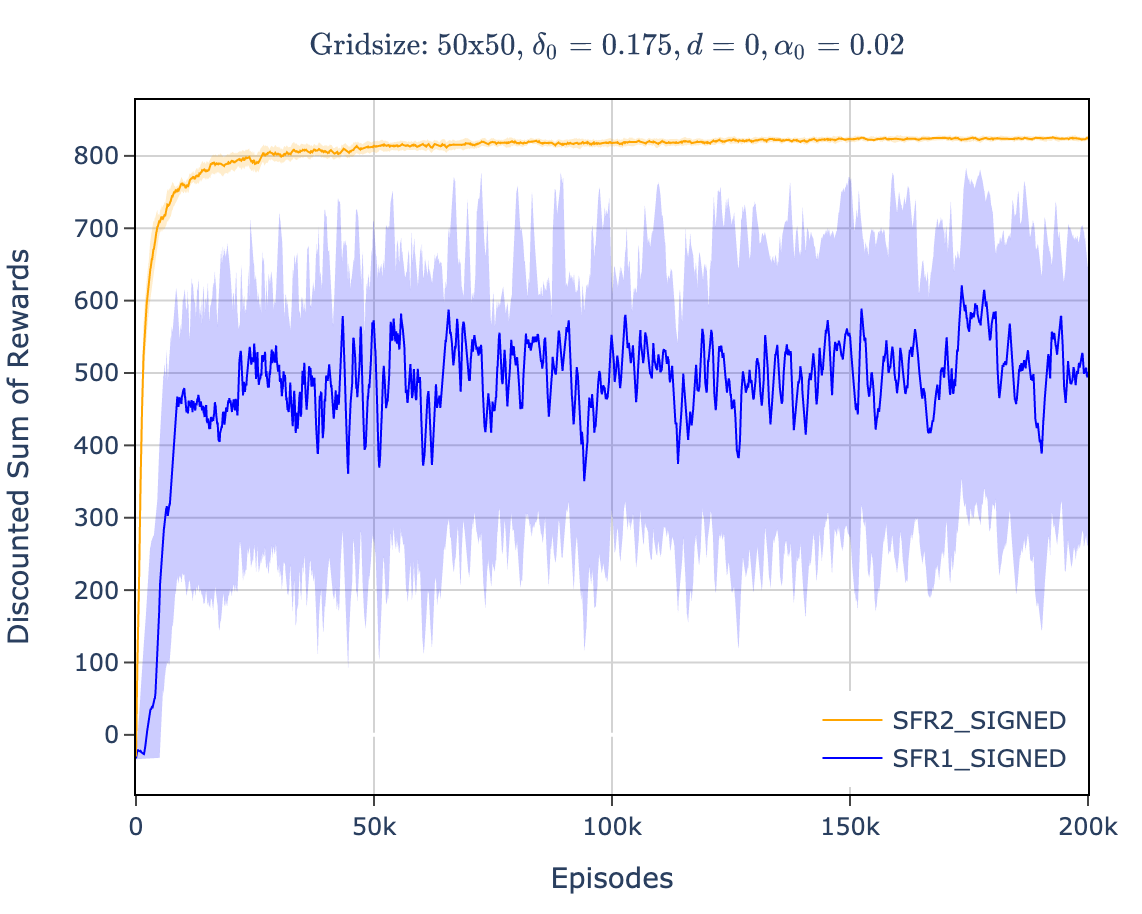 Gridsize: 50x50, δ₀ = 0.175, d = 0, α₀ = 0.02
Discounted Sum of Rewards
800
700
600
500
400
300
200
100
0
SFR2_SIGNED
SFR1_SIGNED
0 50k 100k 150k 200k
Episodes